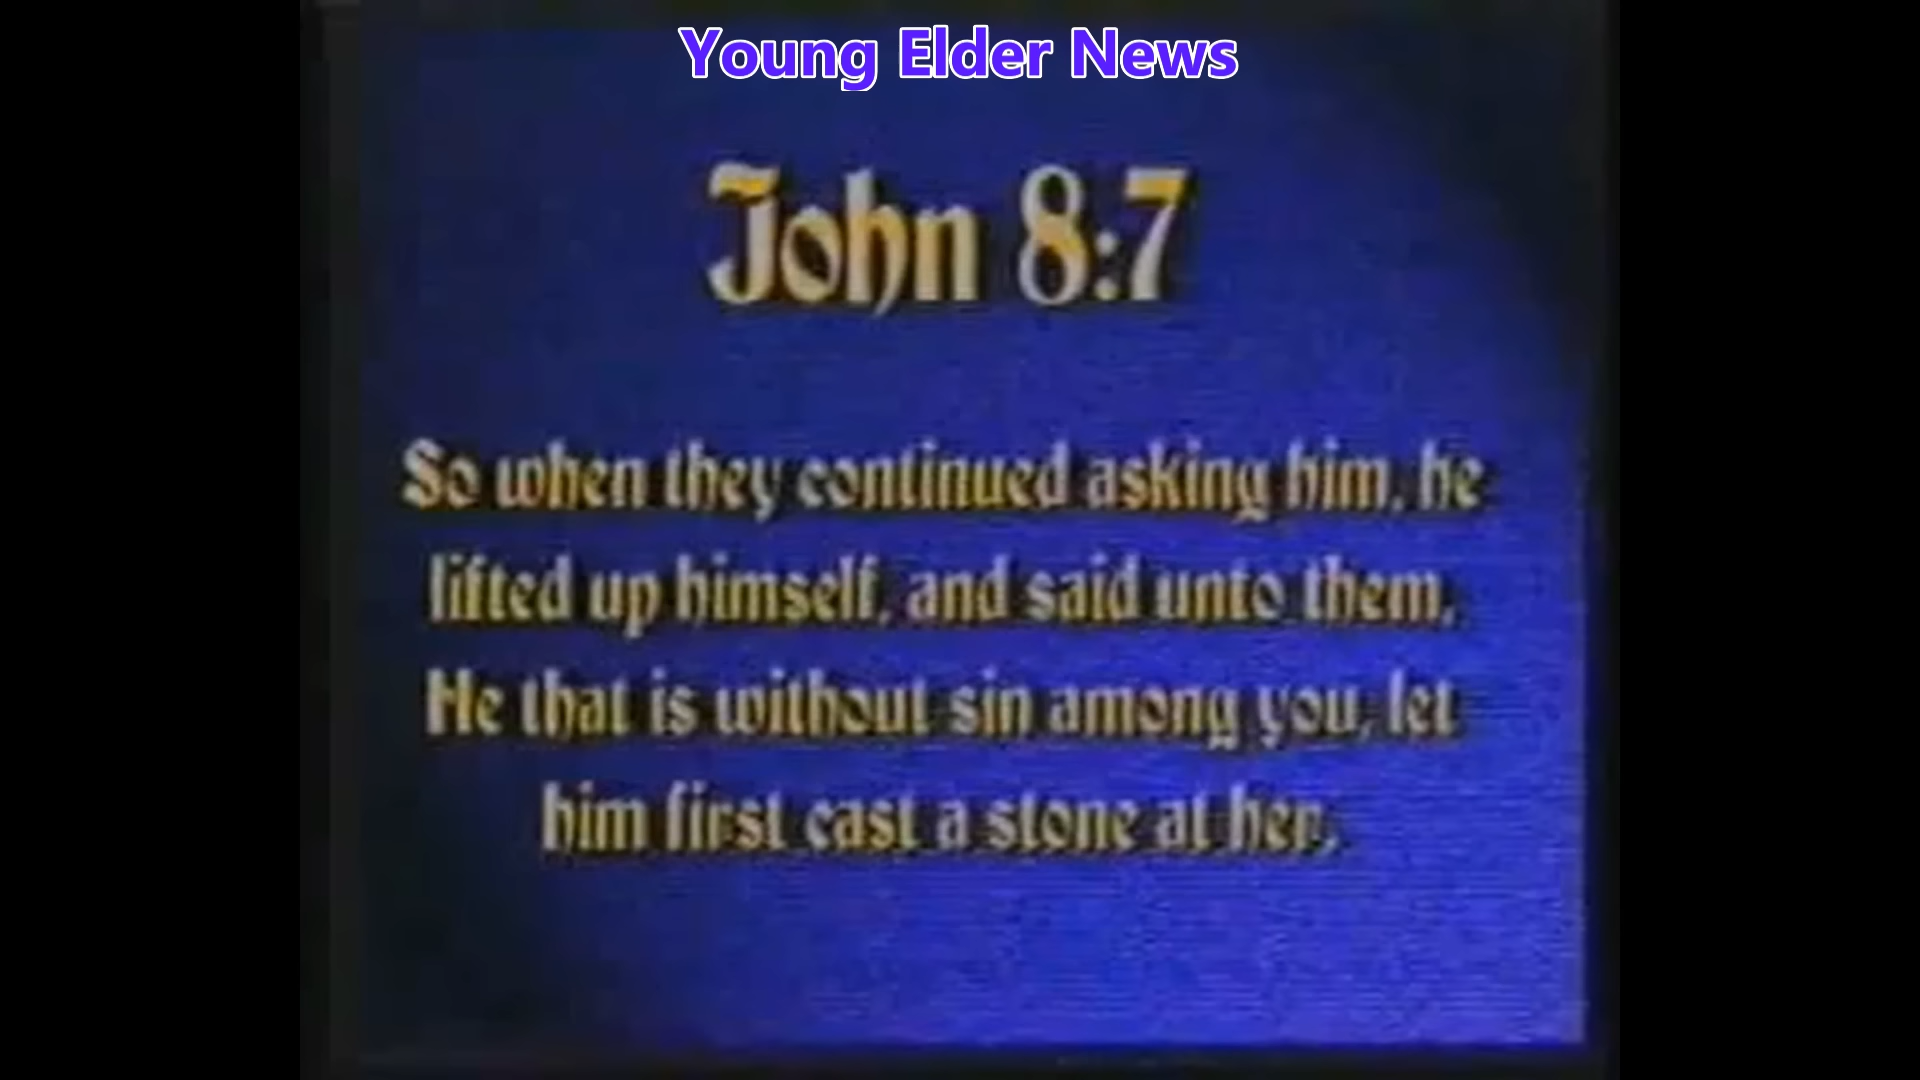 Young Elder News
John 8:7
So when they continued asking him, he
lifted up himself, and said unto them,
He that is without sin among you, let
him first cast a stone at her.